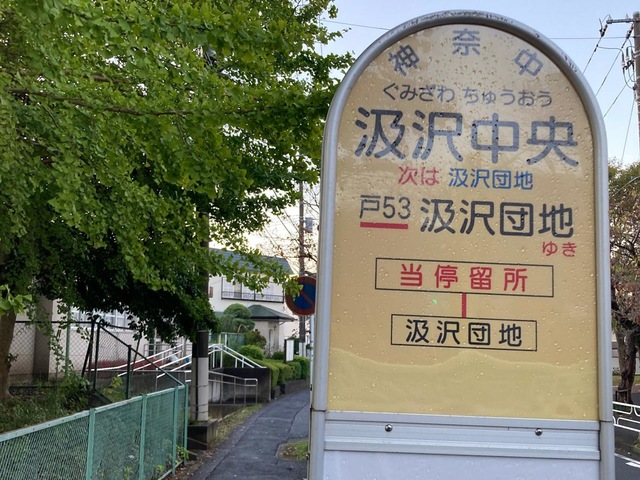 神奈中
ぐみざわ ちゅうおう
汲沢中央
次は 汲沢団地
戸53 汲沢団地
ゆき
当停留所
汲沢団地